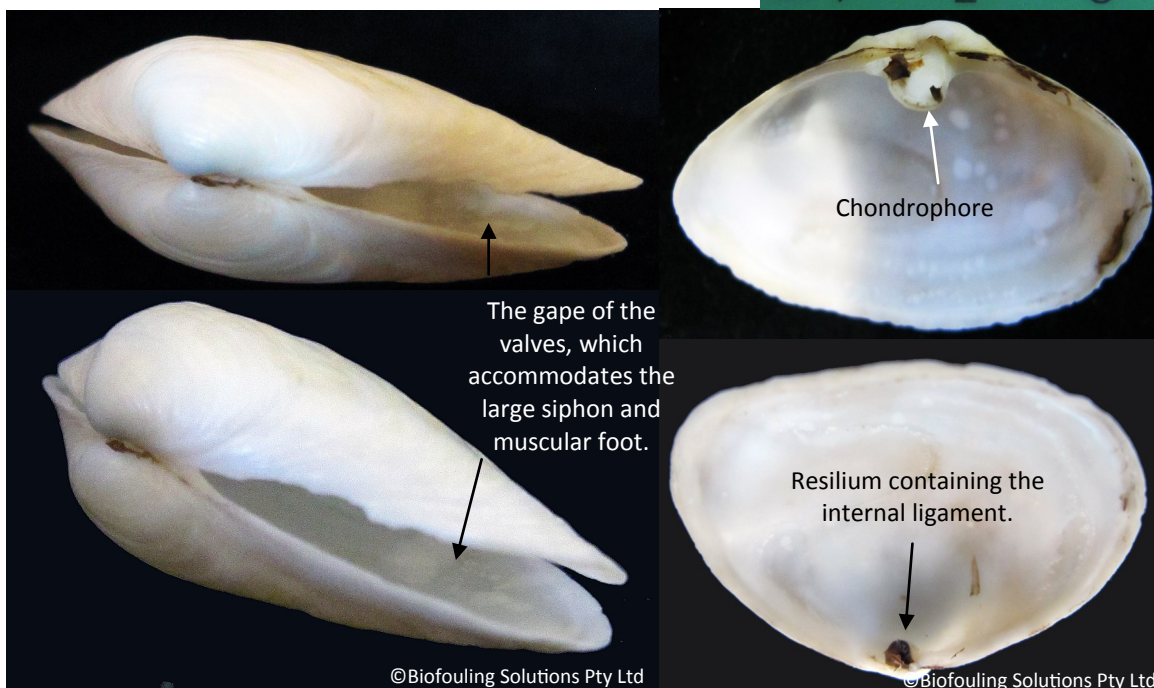 Chondrophore
The gape of the
valves, which
accommodates the
large siphon and
muscular foot.
Resilium containing the
internal ligament.
©Biofouling Solutions Pty Ltd
©Biofouling Solutions Pty Ltd